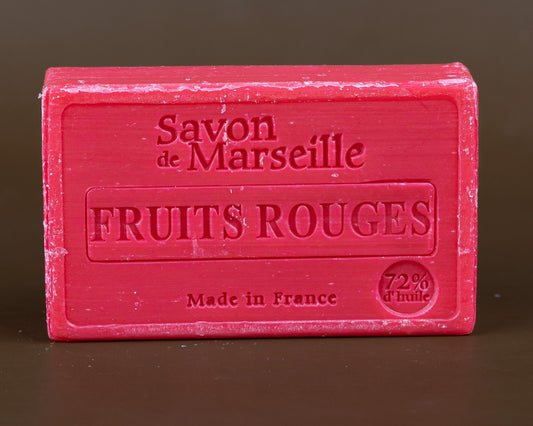 Savon
de Marseille
FRUITS ROUGES
Made in France
72%
d'huile